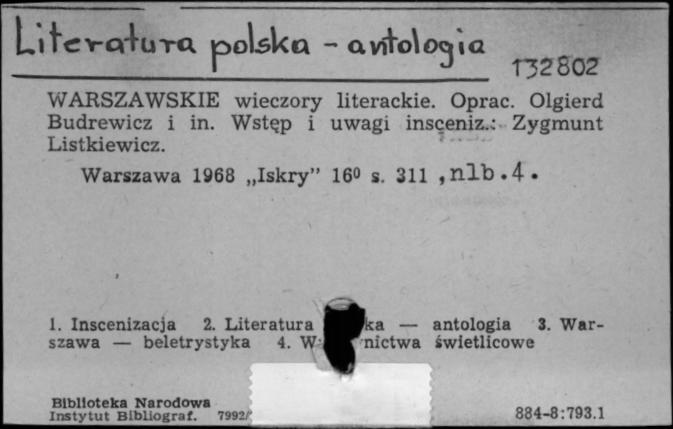 Literatura polska - antologia
132802
WARSZAWSKIE wieczory literackie. Oprac. Olgierd
Budrewicz i in. Wstęp i uwagi insceniz.: Zygmunt
Listkiewicz.
Warszawa 1968 „Iskry” 16⁰ s. 311 ,nlb.4.
1. Inscenizacja 2. Literatura ka — antologia 3. War-
szawa — beletrystyka 4. W nictwa świetlicowe
Biblioteka Narodowa
Instytut Bibliograf. 7992/
884-8:793.1